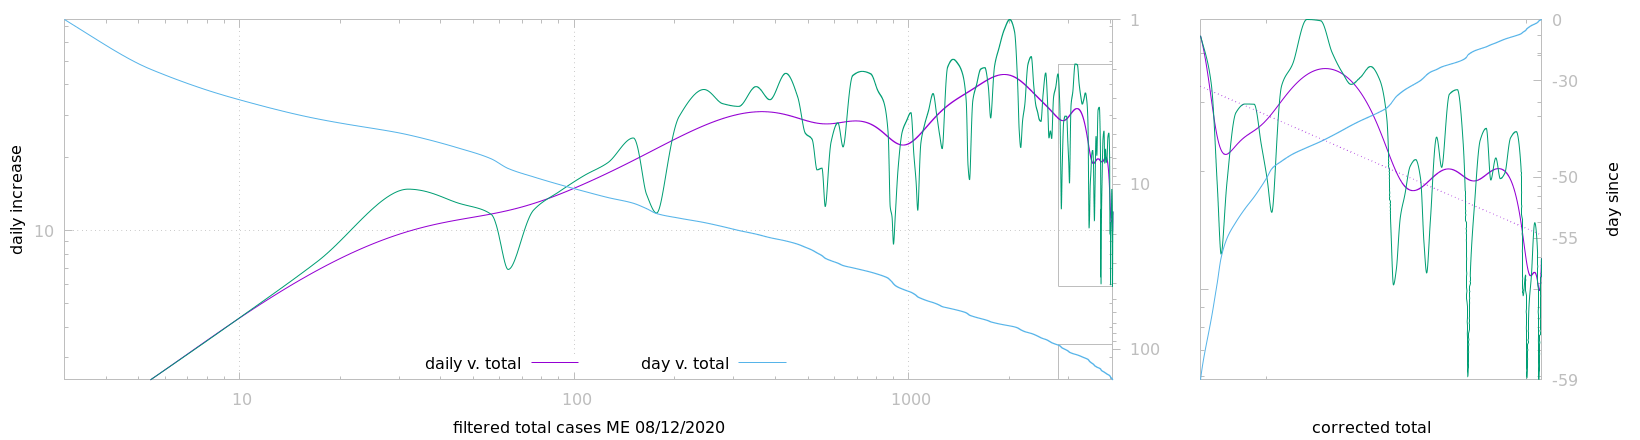 1
0
-30
daily increase
10
10
-50
day since
-55
daily v. total
day v. total
100
-59
10
100
1000
filtered total cases ME 08/12/2020
corrected total